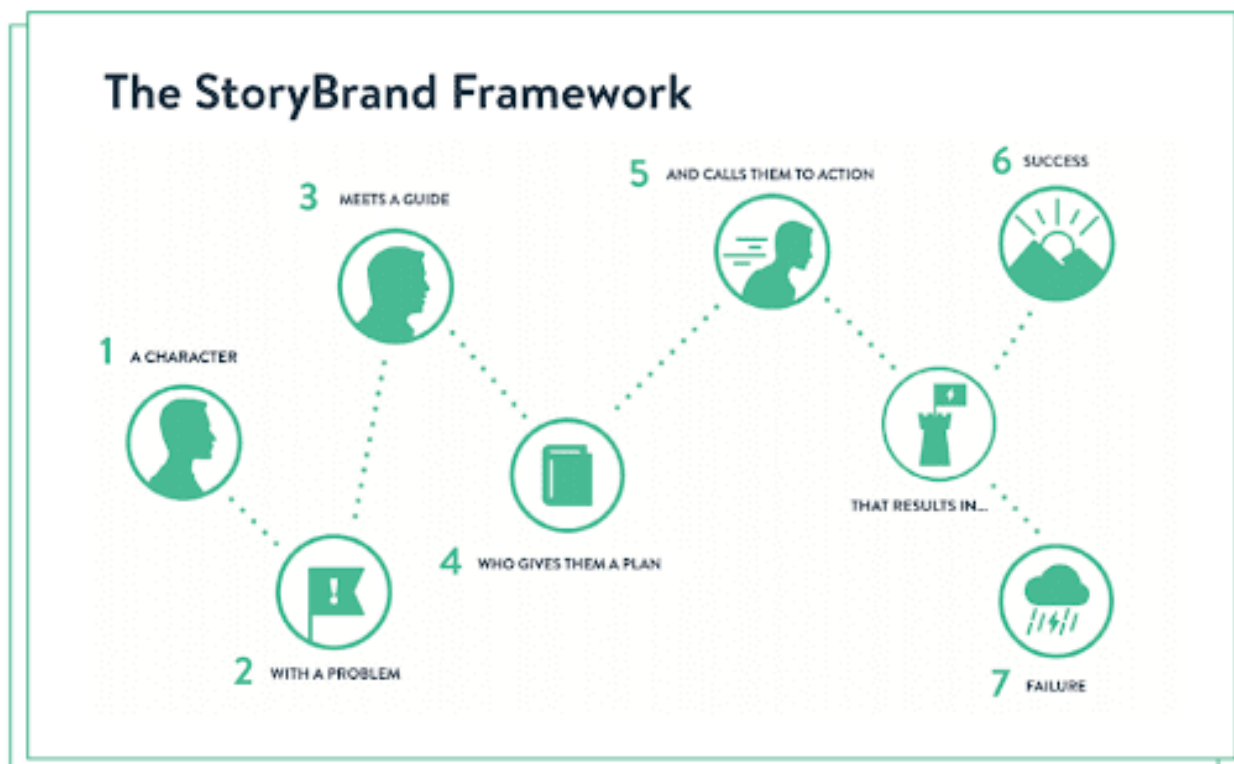 The StoryBrand Framework
1 A CHARACTER
2 WITH A PROBLEM
3 MEETS A GUIDE
4 WHO GIVES THEM A PLAN
5 AND CALLS THEM TO ACTION
THAT RESULTS IN...
6 SUCCESS
7 FAILURE
!